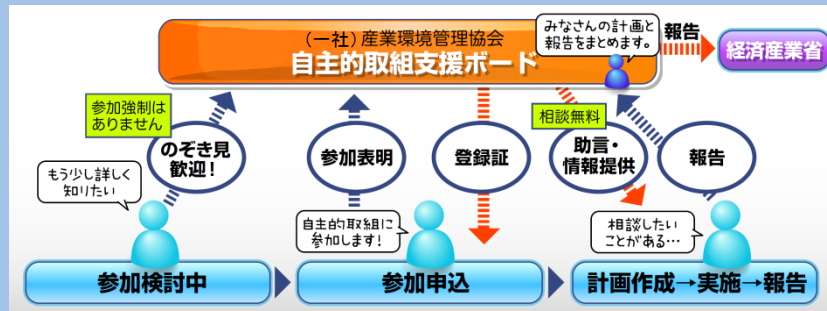 (一社)産業環境管理協会
自主的取組支援ボード
みなさんの計画と
報告をまとめます。
報告
経済産業省
参加強制は
ありません
のぞき見
歓迎!
参加表明
登録証
相談無料
助言・
情報提供
報告
もう少し詳しく
知りたい
自主的取組に
参加します!
相談したい
ことがある…
参加検討中
参加申込
計画作成→実施→報告